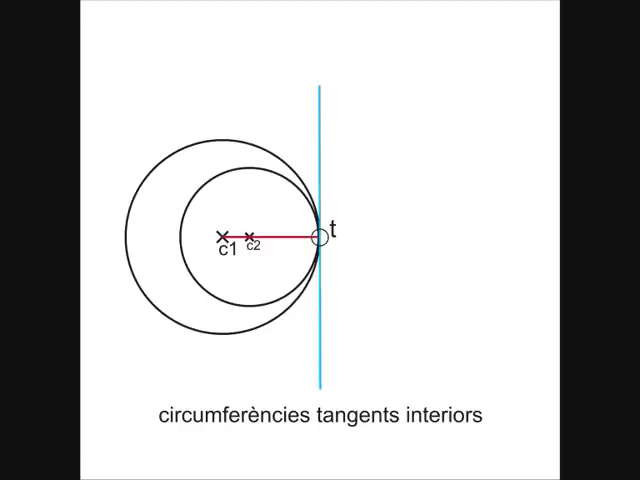 t
c1 c2
circumferències tangents interiors